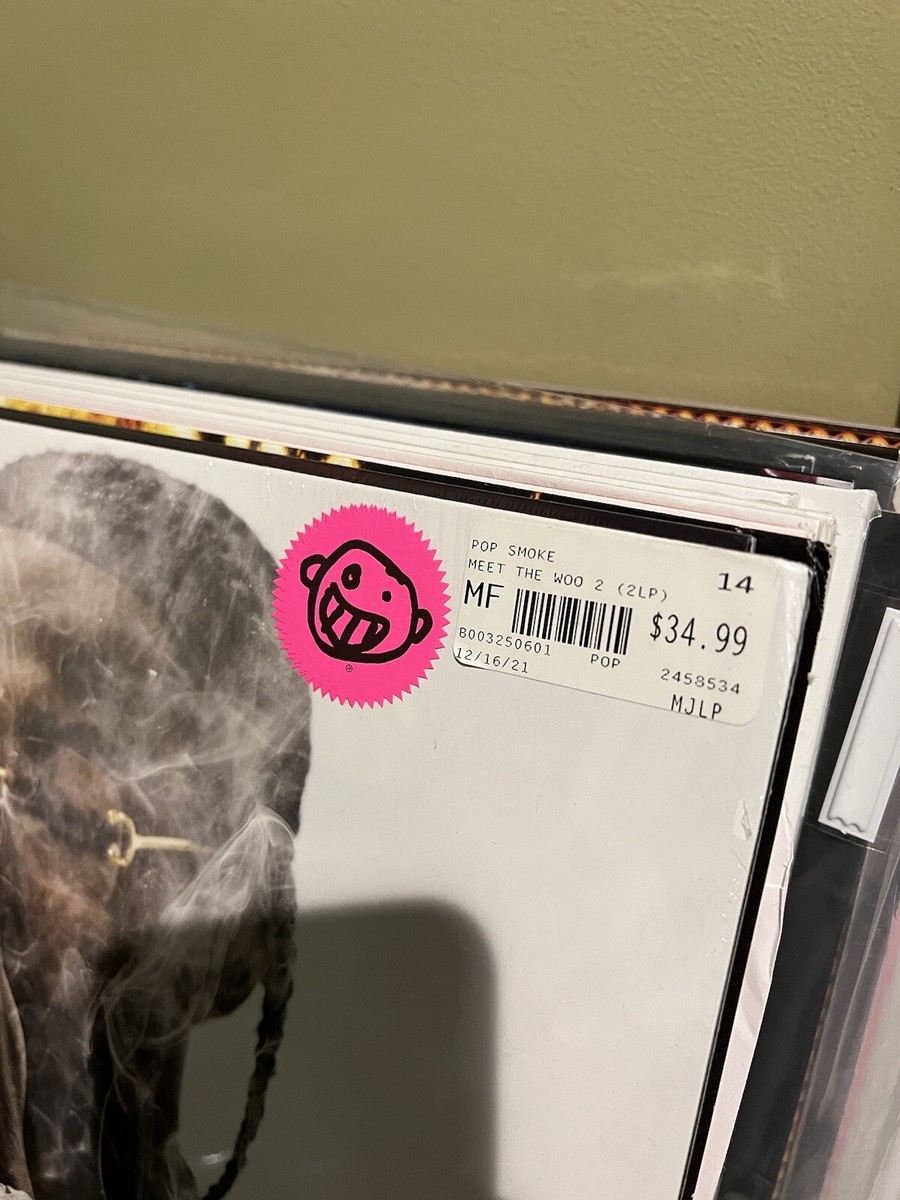 POP SMOKE
MEET THE WOO 2 (2LP)
14
MF
$34.99
B003250601
POP
12/16/21
2458534
MJLP